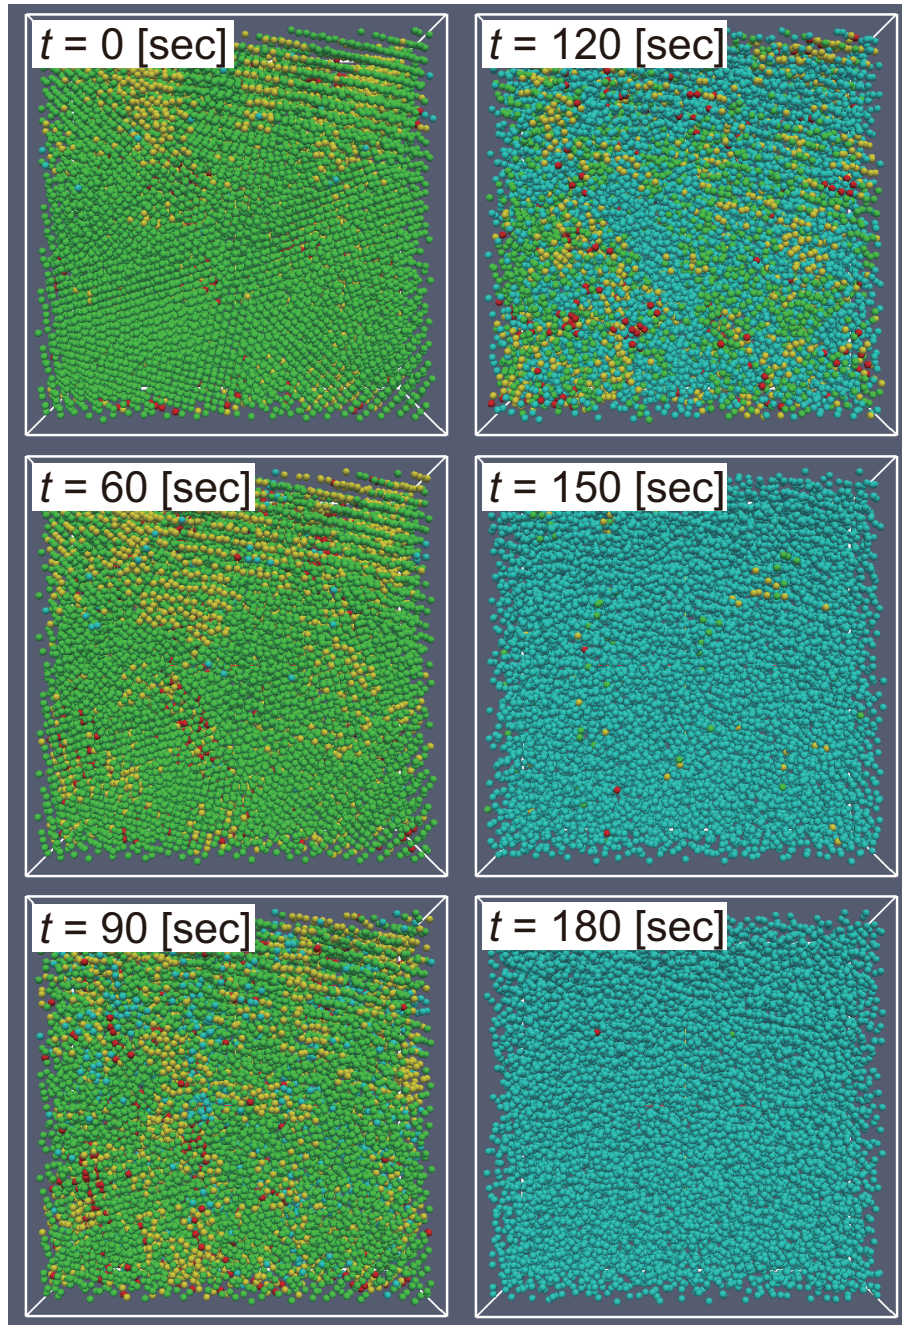 t = 0 [sec]
t = 60 [sec]
t = 90 [sec]
t = 120 [sec]
t = 150 [sec]
t = 180 [sec]